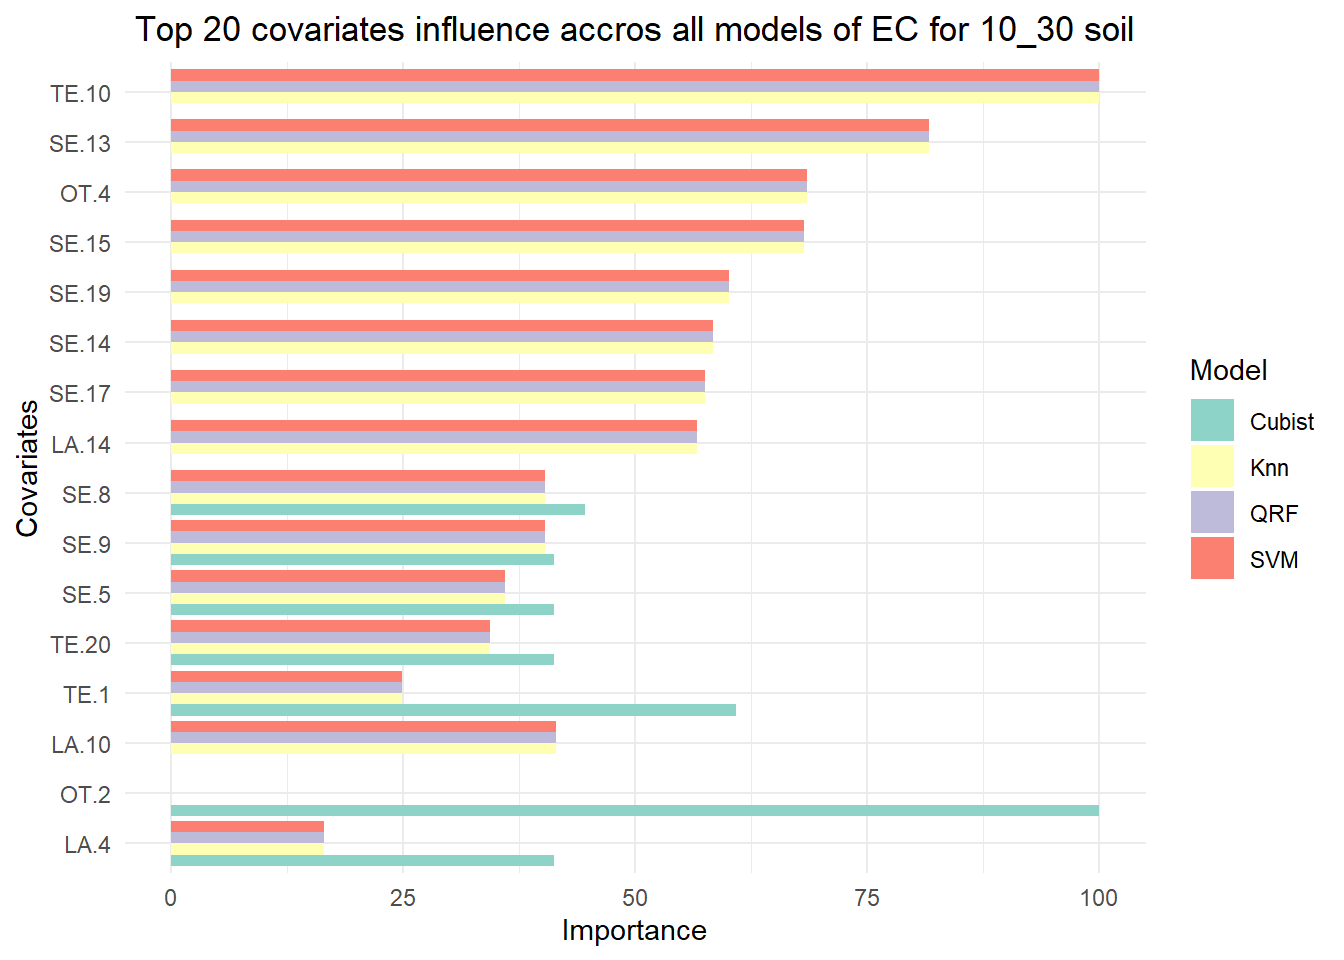 Top 20 covariates influence accros all models of EC for 10_30 soil
Covariates
TE.10
SE.13
OT.4
SE.15
SE.19
SE.14
SE.17
LA.14
SE.8
SE.9
SE.5
TE.20
TE.1
LA.10
OT.2
LA.4
0 25 50 75 100
Importance
Model
Cubist
Knn
QRF
SVM